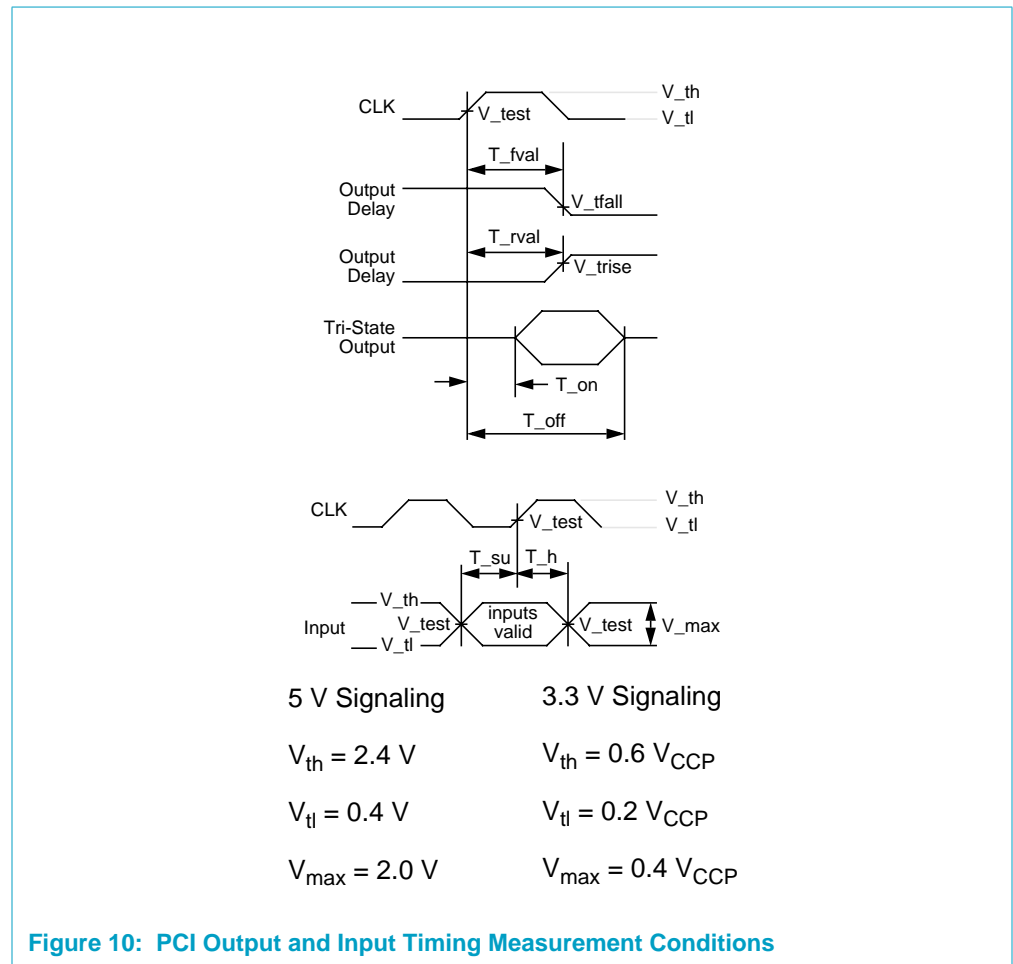 CLK
V_test
V_th
V_tl
T_fval
Output
Delay
V_tfall
T_rval
Output
Delay
V_trise
Tri-State
Output
T_on
T_off
CLK
V_test
V_th
V_tl
T_su
T_h
Input
V_th
V_test
V_tl
inputs
valid
V_test
V_max
5 V Signaling
3.3 V Signaling
Vth = 2.4 V
Vth = 0.6 VCCP
Vtl = 0.4 V
Vtl = 0.2 VCCP
Vmax = 2.0 V
Vmax = 0.4 VCCP
Figure 10: PCI Output and Input Timing Measurement Conditions